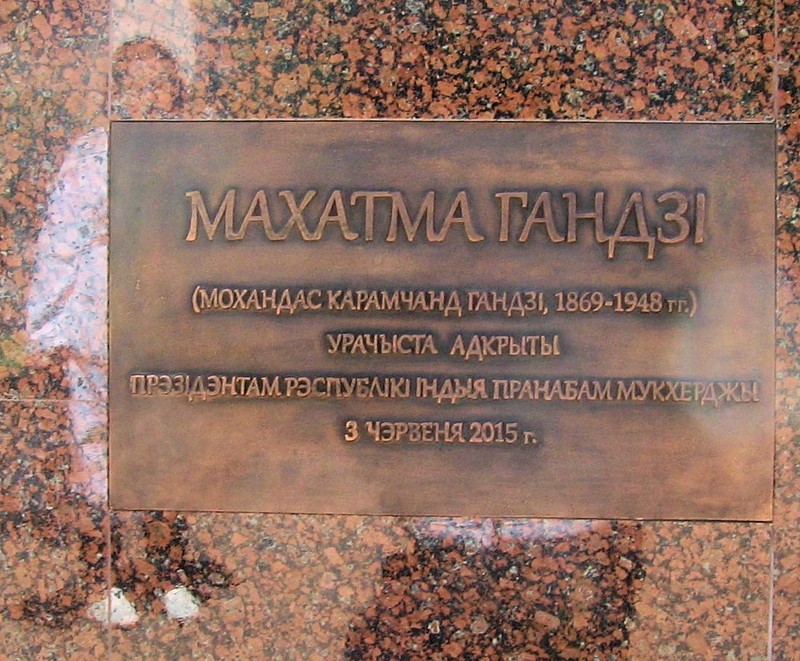 МАХАТМА ГАНДЗІ
(МОХАНДАС КАРАМЧАНД ГАНДЗІ, 1869-1948 гг.)
УРАЧЫСТА АДКРЫТЫ
ПРЭЗІДЭНТАМ РЭСПУБЛІКІ ІНДЫЯ ПРАНАБАМ МУКХЕРДЖЫ
3 ЧЭРВЕНЯ 2015 г.